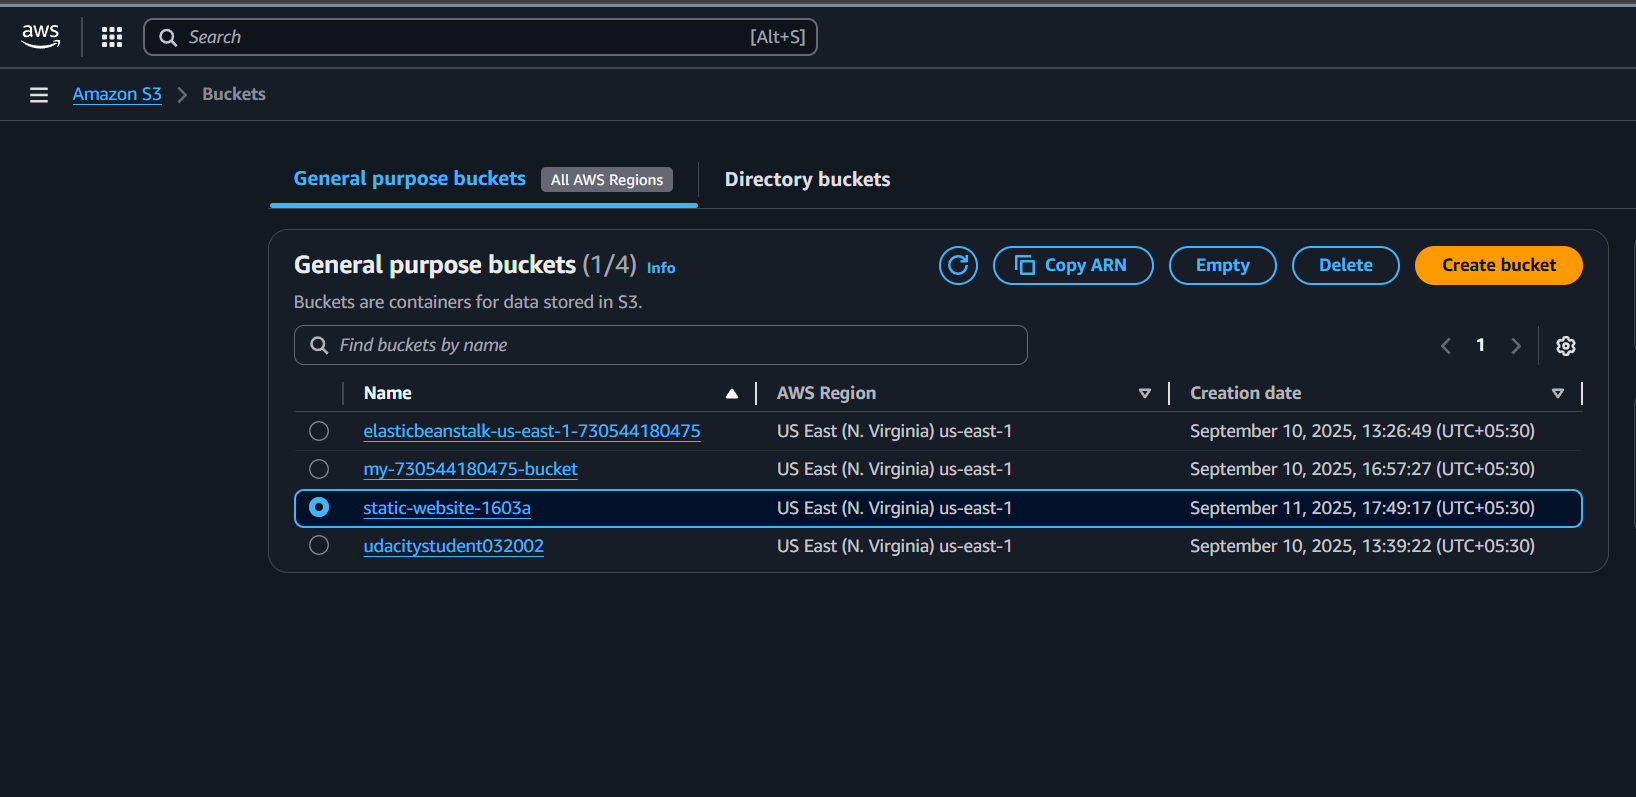 aws Search [Alt+S]
Amazon S3 Buckets
General purpose buckets All AWS Regions Directory buckets
General purpose buckets (1/4) Info Copy ARN Empty Delete Create bucket
Buckets are containers for data stored in S3.
Find buckets by name 1
Name AWS Region Creation date
elasticbeanstalk-us-east-1-730544180475 US East (N. Virginia) us-east-1 September 10, 2025, 13:26:49 (UTC+05:30)
my-730544180475-bucket US East (N. Virginia) us-east-1 September 10, 2025, 16:57:27 (UTC+05:30)
static-website-1603a US East (N. Virginia) us-east-1 September 11, 2025, 17:49:17 (UTC+05:30)
udacitystudent032002 US East (N. Virginia) us-east-1 September 10, 2025, 13:39:22 (UTC+05:30)